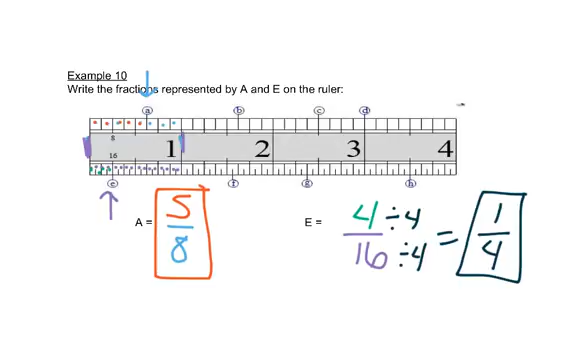 Example 10
Write the fractions represented by A and E on the ruler:
a b c d
8
1 2 3 4
16
e f g h
A = 5/8 E = 4/16 ÷4/÷4 = 1/4